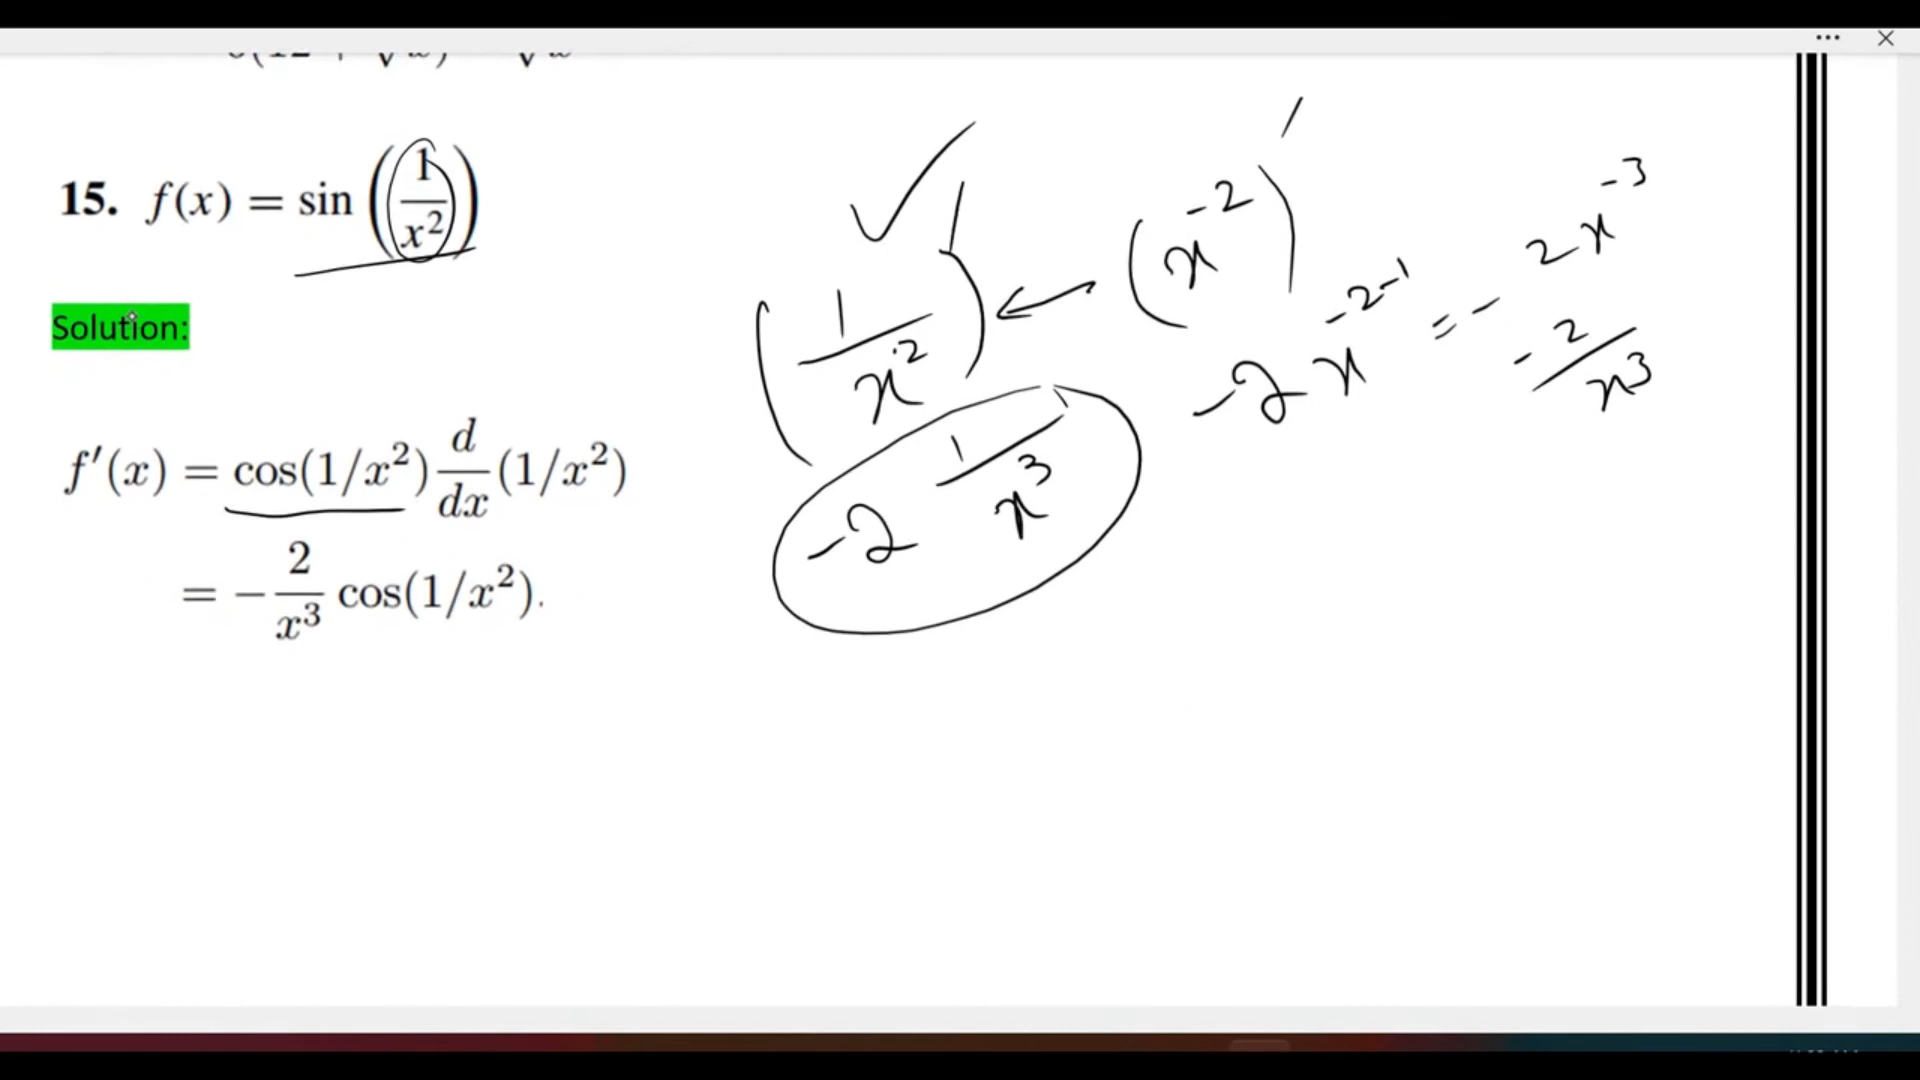 15. f(x) = sin(1/x²)
Solution:
f′(x) = cos(1/x²) d/dx (1/x²)
= − 2/x³ cos(1/x²).
(x⁻²)′
(1/x²)′ ←
-2 x⁻²⁻¹ = - 2x⁻³
- 2/x³
-2 1/x³